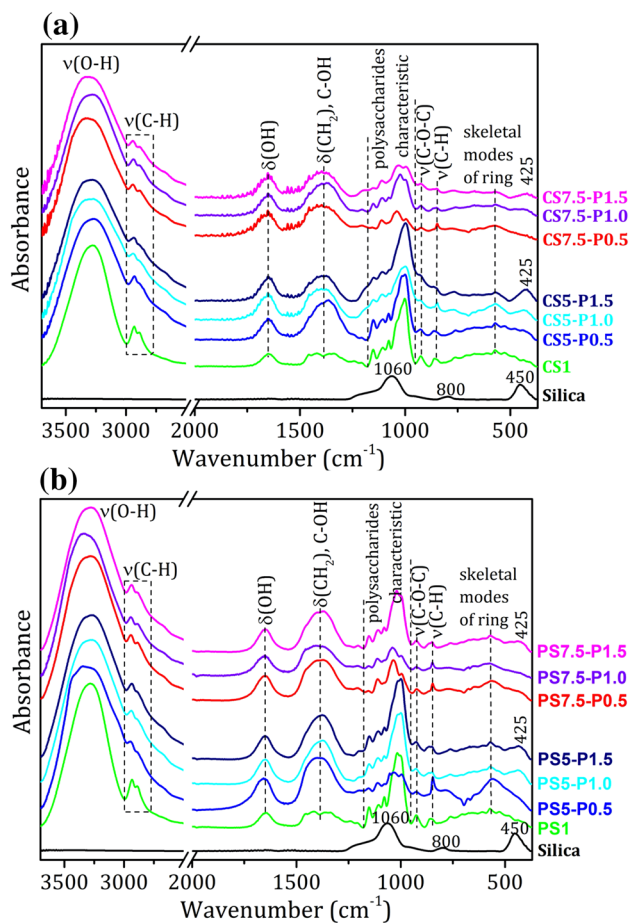 (a)
ν(O-H)
ν(C-H)
δ(OH)
δ(CH2), C-OH
polysaccharides
characteristic
ν(C-O-C)
ν(C-H)
skeletal
modes
of ring
425
CS7.5-P1.5
CS7.5-P1.0
CS7.5-P0.5
425
CS5-P1.5
CS5-P1.0
CS5-P0.5
CS1
1060
800
450
Silica
Absorbance
3500 3000 2500 2000 1500 1000 500
Wavenumber (cm-1)
(b)
ν(O-H)
ν(C-H)
δ(OH)
δ(CH2), C-OH
polysaccharides
characteristic
ν(C-O-C)
ν(C-H)
skeletal
modes
of ring
425
PS7.5-P1.5
PS7.5-P1.0
PS7.5-P0.5
425
PS5-P1.5
PS5-P1.0
PS5-P0.5
PS1
1060
800
450
Silica
Absorbance
3500 3000 2500 2000 1500 1000 500
Wavenumber (cm-1)